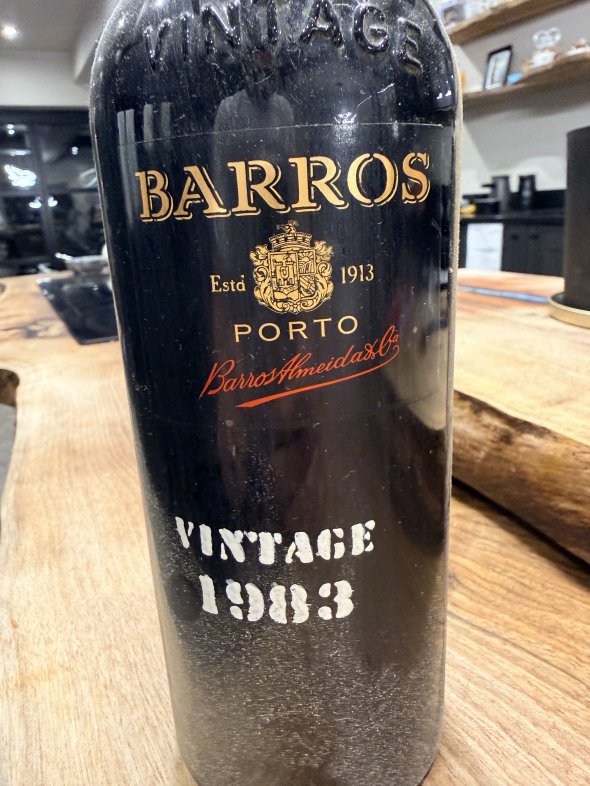 VINTAGE
BARROS
Estd 1913
PORTO
Barros Almeida & Ca
VINTAGE
1983